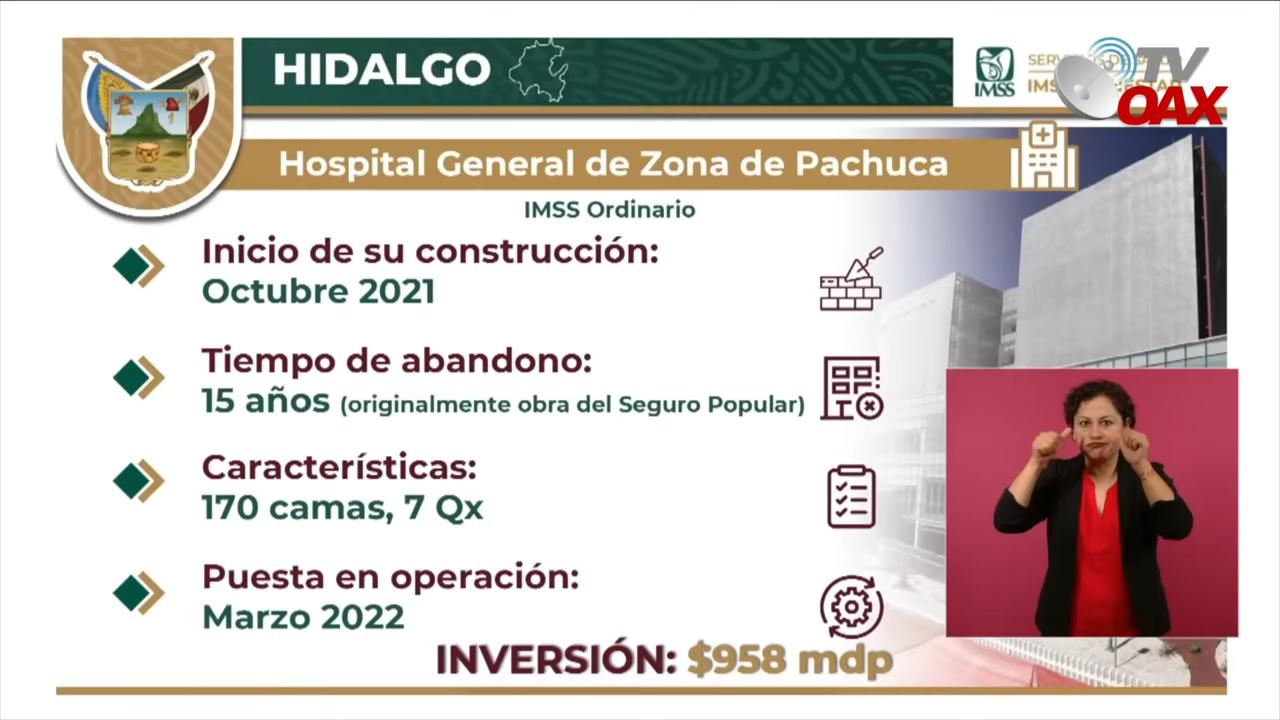 HIDALGO
IMSS
TV
OAX
Hospital General de Zona de Pachuca
IMSS Ordinario
Inicio de su construcción:
Octubre 2021
Tiempo de abandono:
15 años (originalmente obra del Seguro Popular)
Características:
170 camas, 7 Qx
Puesta en operación:
Marzo 2022
INVERSIÓN: $958 mdp